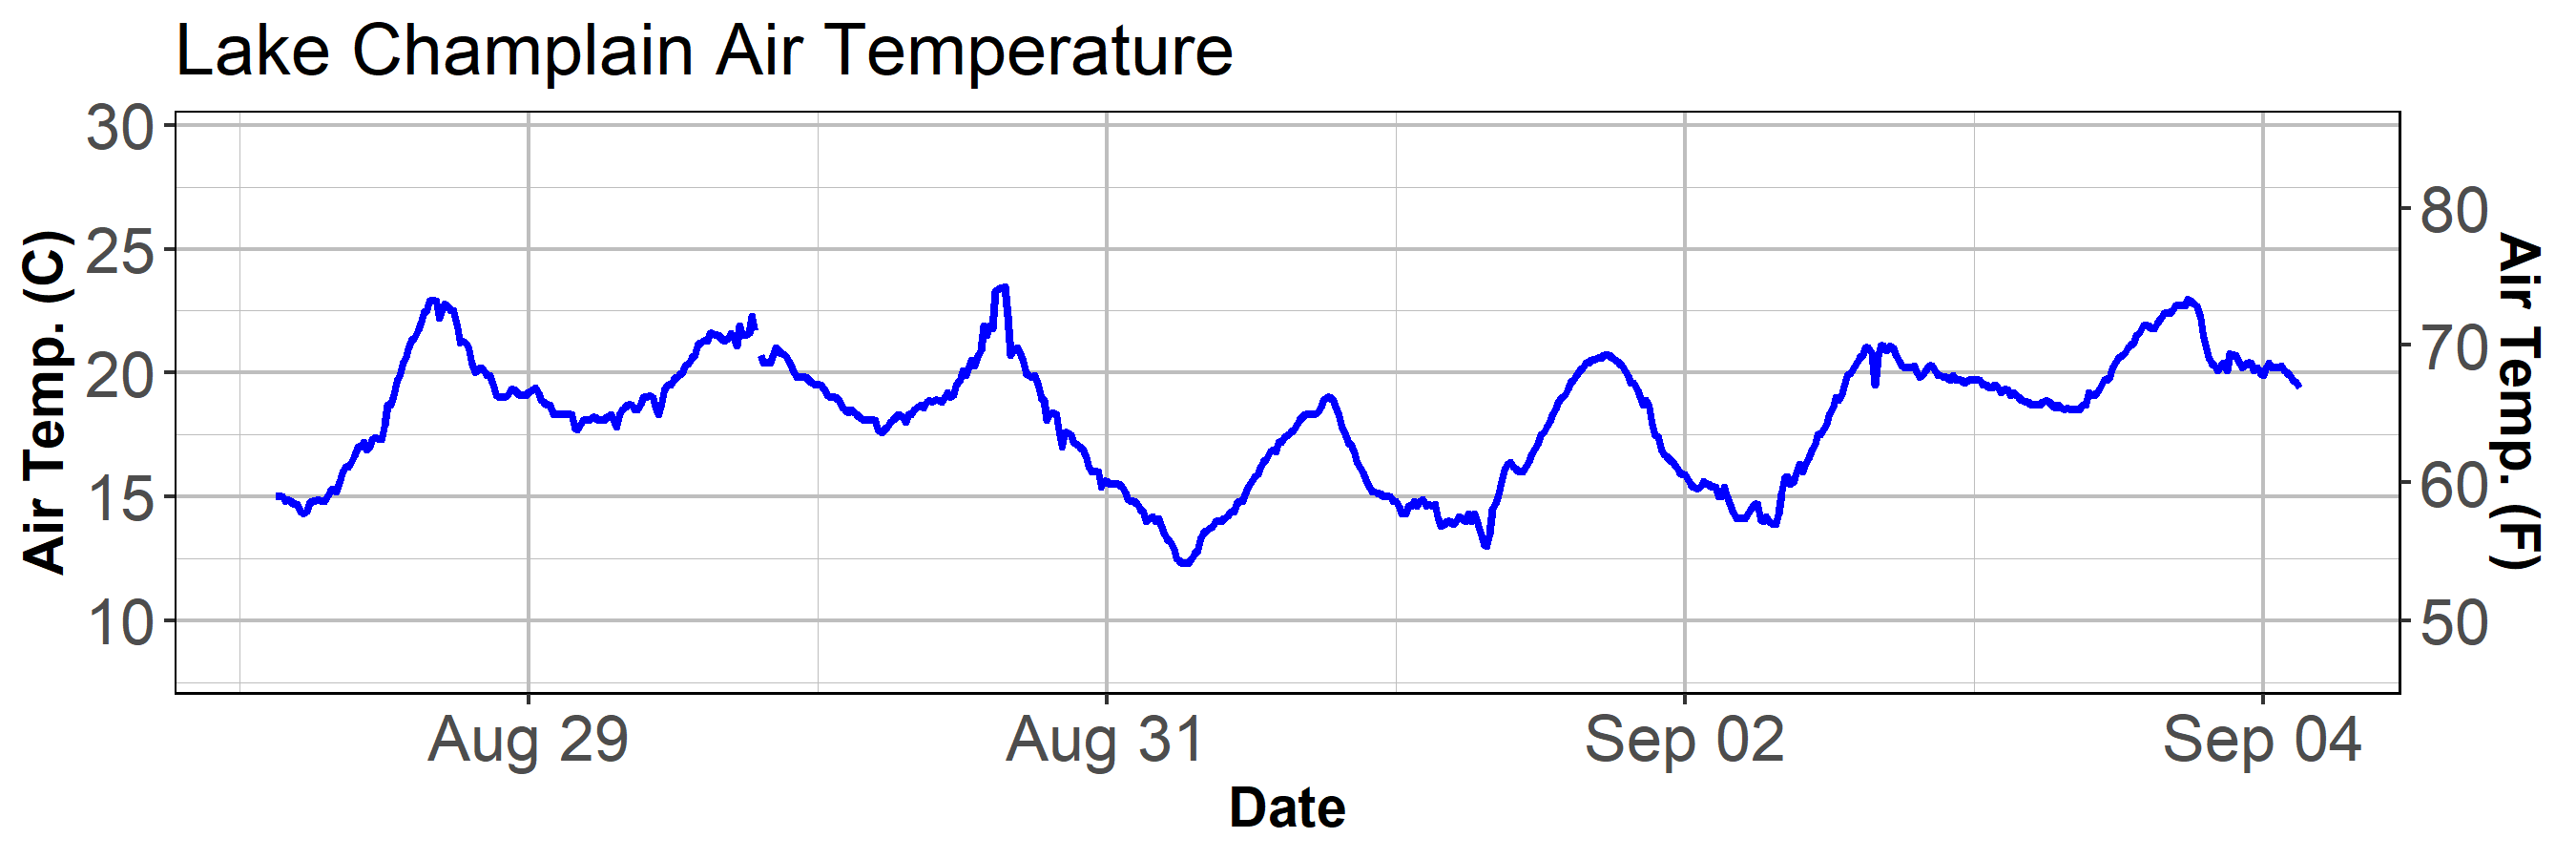 Lake Champlain Air Temperature
Air Temp. (C)
30
25
20
15
10
80
70
60
50
Air Temp. (F)
Aug 29
Aug 31
Sep 02
Sep 04
Date